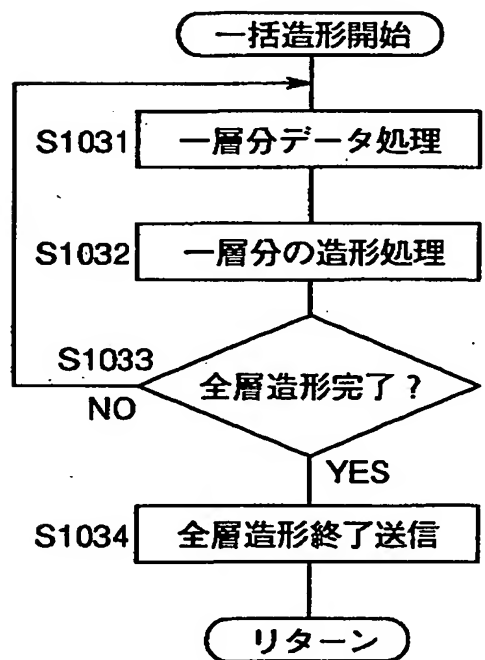 一括造形開始
S1031
一層分データ処理
S1032
一層分の造形処理
S1033
全層造形完了?
NO
YES
S1034
全層造形終了送信
リターン